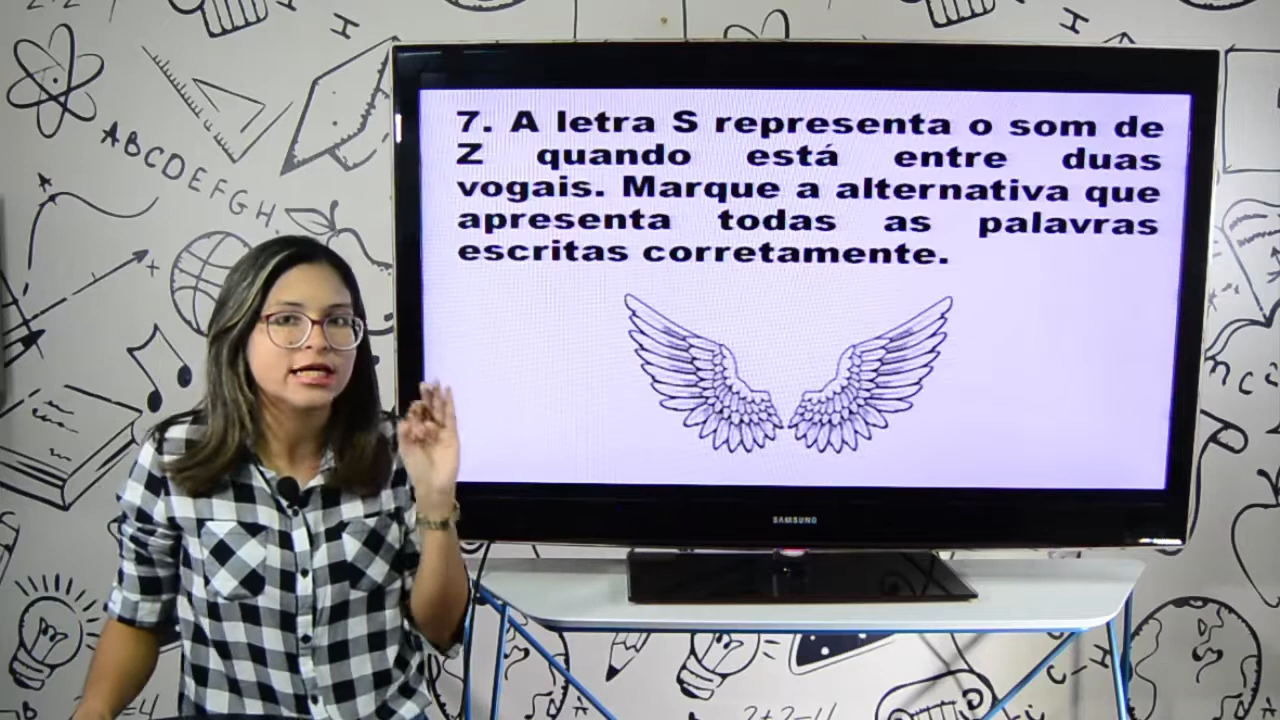 7. A letra S representa o som de
Z quando está entre duas
vogais. Marque a alternativa que
apresenta todas as palavras
escritas corretamente.
SAMSUNG
ABCDEFGH